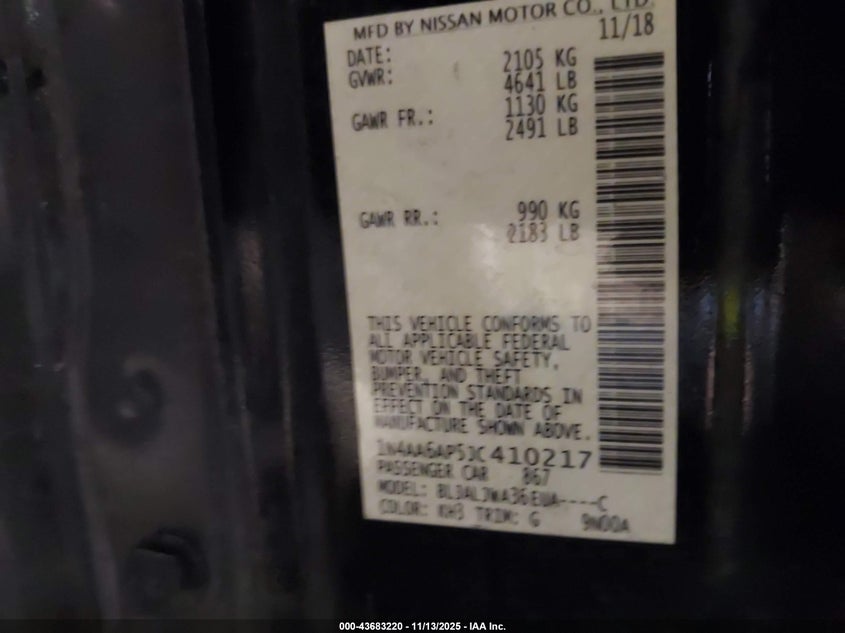 MFD BY NISSAN MOTOR CO., LTD.
DATE: 11/18
GVWR: 2105 KG
4641 LB
GAWR FR.: 1130 KG
2491 LB
GAWR RR.: 990 KG
2183 LB
THIS VEHICLE CONFORMS TO
ALL APPLICABLE FEDERAL
MOTOR VEHICLE SAFETY,
BUMPER, AND THEFT
PREVENTION STANDARDS IN
EFFECT ON THE DATE OF
MANUFACTURE SHOWN ABOVE.
1N4AA6AP5JC410217
PASSENGER CAR 867
MODEL:
COLOR: KH3 TRIM: G 9N00A
000-43683220 - 11/13/2025 - IAA Inc.